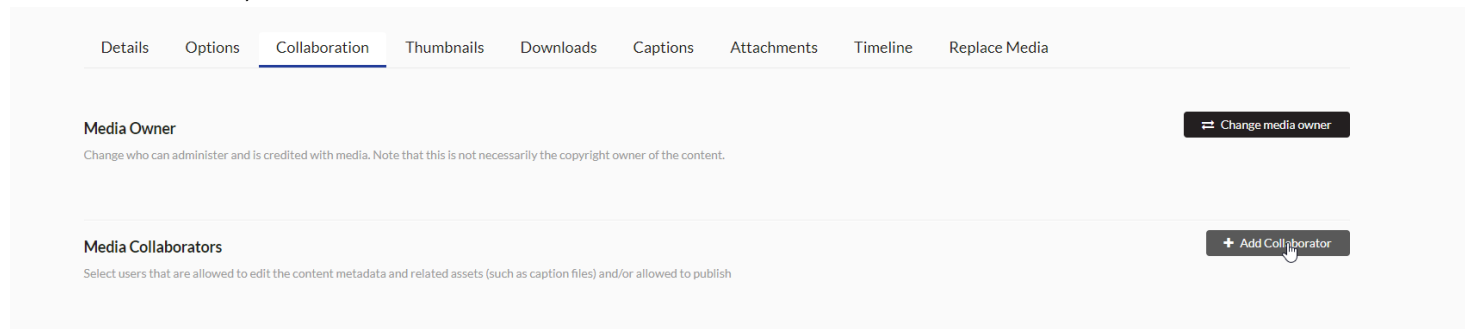 Details Options Collaboration Thumbnails Downloads Captions Attachments Timeline Replace Media
Media Owner
Change media owner
Change who can administer and is credited with media. Note that this is not necessarily the copyright owner of the content.
Media Collaborators
Add Collaborator
Select users that are allowed to edit the content metadata and related assets (such as caption files) and/or allowed to publish